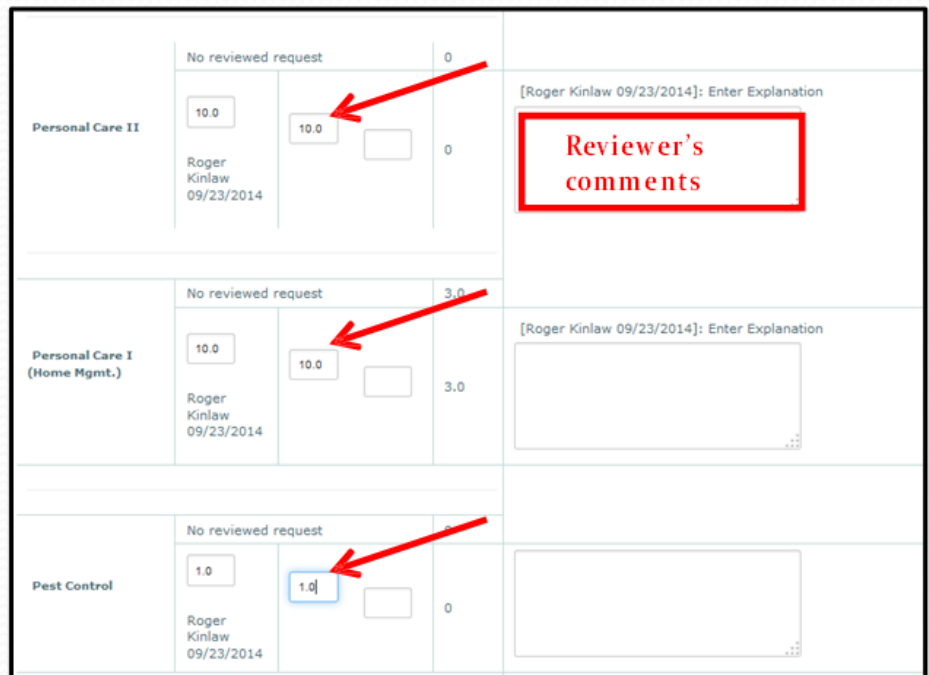 No reviewed request 0
[Roger Kinlaw 09/23/2014]: Enter Explanation
Personal Care II
10.0
10.0
0
Roger
Kinlaw
09/23/2014
Reviewer's
comments
No reviewed request 3.0
[Roger Kinlaw 09/23/2014]: Enter Explanation
Personal Care I
(Home Mgmt.)
10.0
10.0
3.0
Roger
Kinlaw
09/23/2014
No reviewed request
Pest Control
1.0
1.0
0
Roger
Kinlaw
09/23/2014